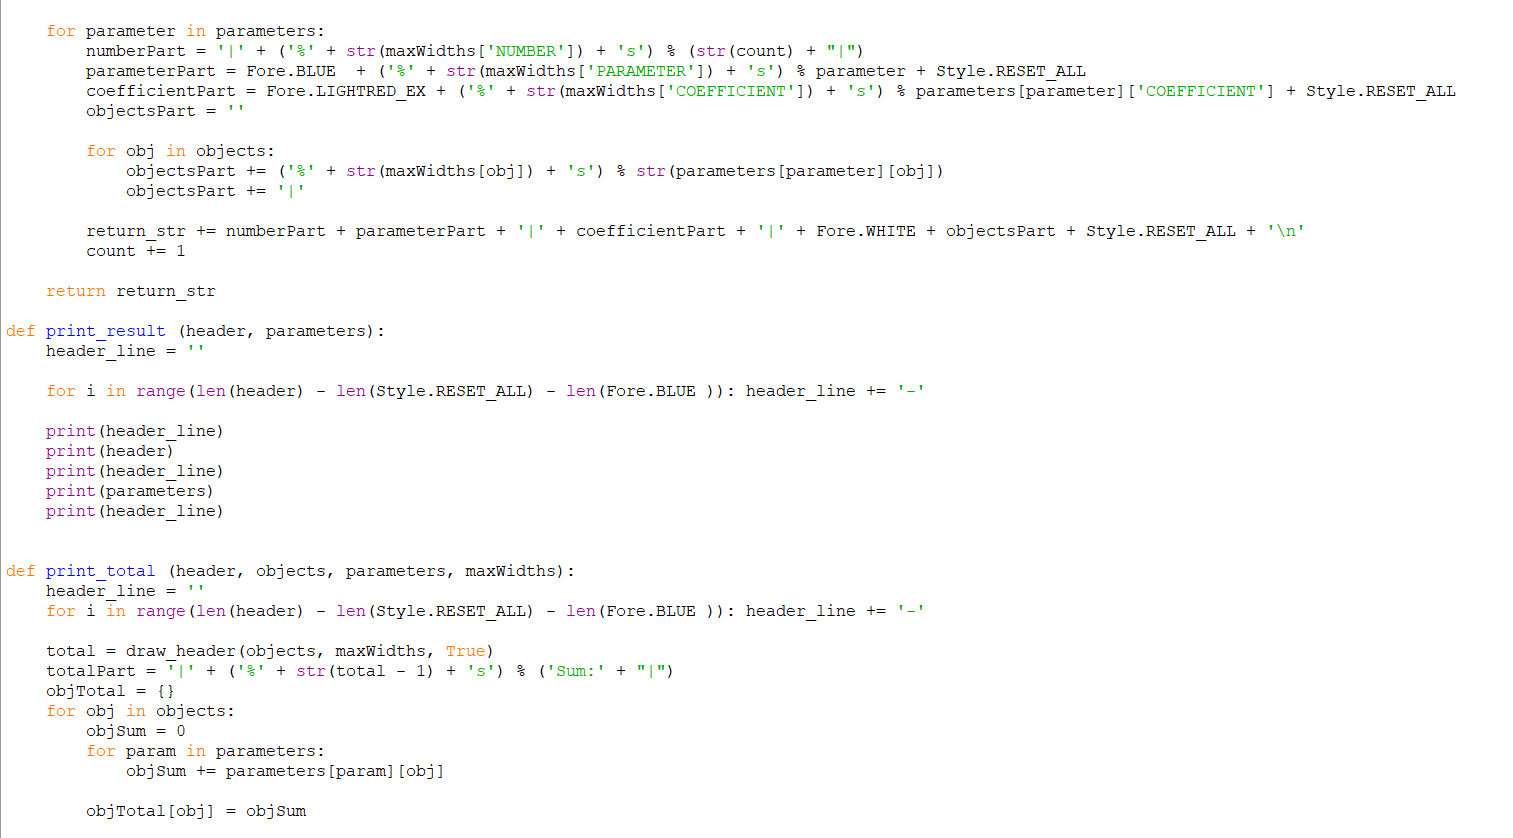 for parameter in parameters:
        numberPart = '|' + ('%' + str(maxWidths['NUMBER']) + 's') % (str(count) + "|")
        parameterPart = Fore.BLUE  + ('%' + str(maxWidths['PARAMETER']) + 's') % parameter + Style.RESET_ALL
        coefficientPart = Fore.LIGHTRED_EX + ('%' + str(maxWidths['COEFFICIENT']) + 's') % parameters[parameter]['COEFFICIENT'] + Style.RESET_ALL
        objectsPart = ''

        for obj in objects:
            objectsPart += ('%' + str(maxWidths[obj]) + 's') % str(parameters[parameter][obj])
            objectsPart += '|'

        return_str += numberPart + parameterPart + '|' + coefficientPart + '|' + Fore.WHITE + objectsPart + Style.RESET_ALL + '\n'
        count += 1

    return return_str

def print_result (header, parameters):
    header_line = ''

    for i in range(len(header) - len(Style.RESET_ALL) - len(Fore.BLUE )): header_line += '-'

    print(header_line)
    print(header)
    print(header_line)
    print(parameters)
    print(header_line)


def print_total (header, objects, parameters, maxWidths):
    header_line = ''
    for i in range(len(header) - len(Style.RESET_ALL) - len(Fore.BLUE )): header_line += '-'

    total = draw_header(objects, maxWidths, True)
    totalPart = '|' + ('%' + str(total - 1) + 's') % ('Sum:' + "|")
    objTotal = {}
    for obj in objects:
        objSum = 0
        for param in parameters:
            objSum += parameters[param][obj]

        objTotal[obj] = objSum